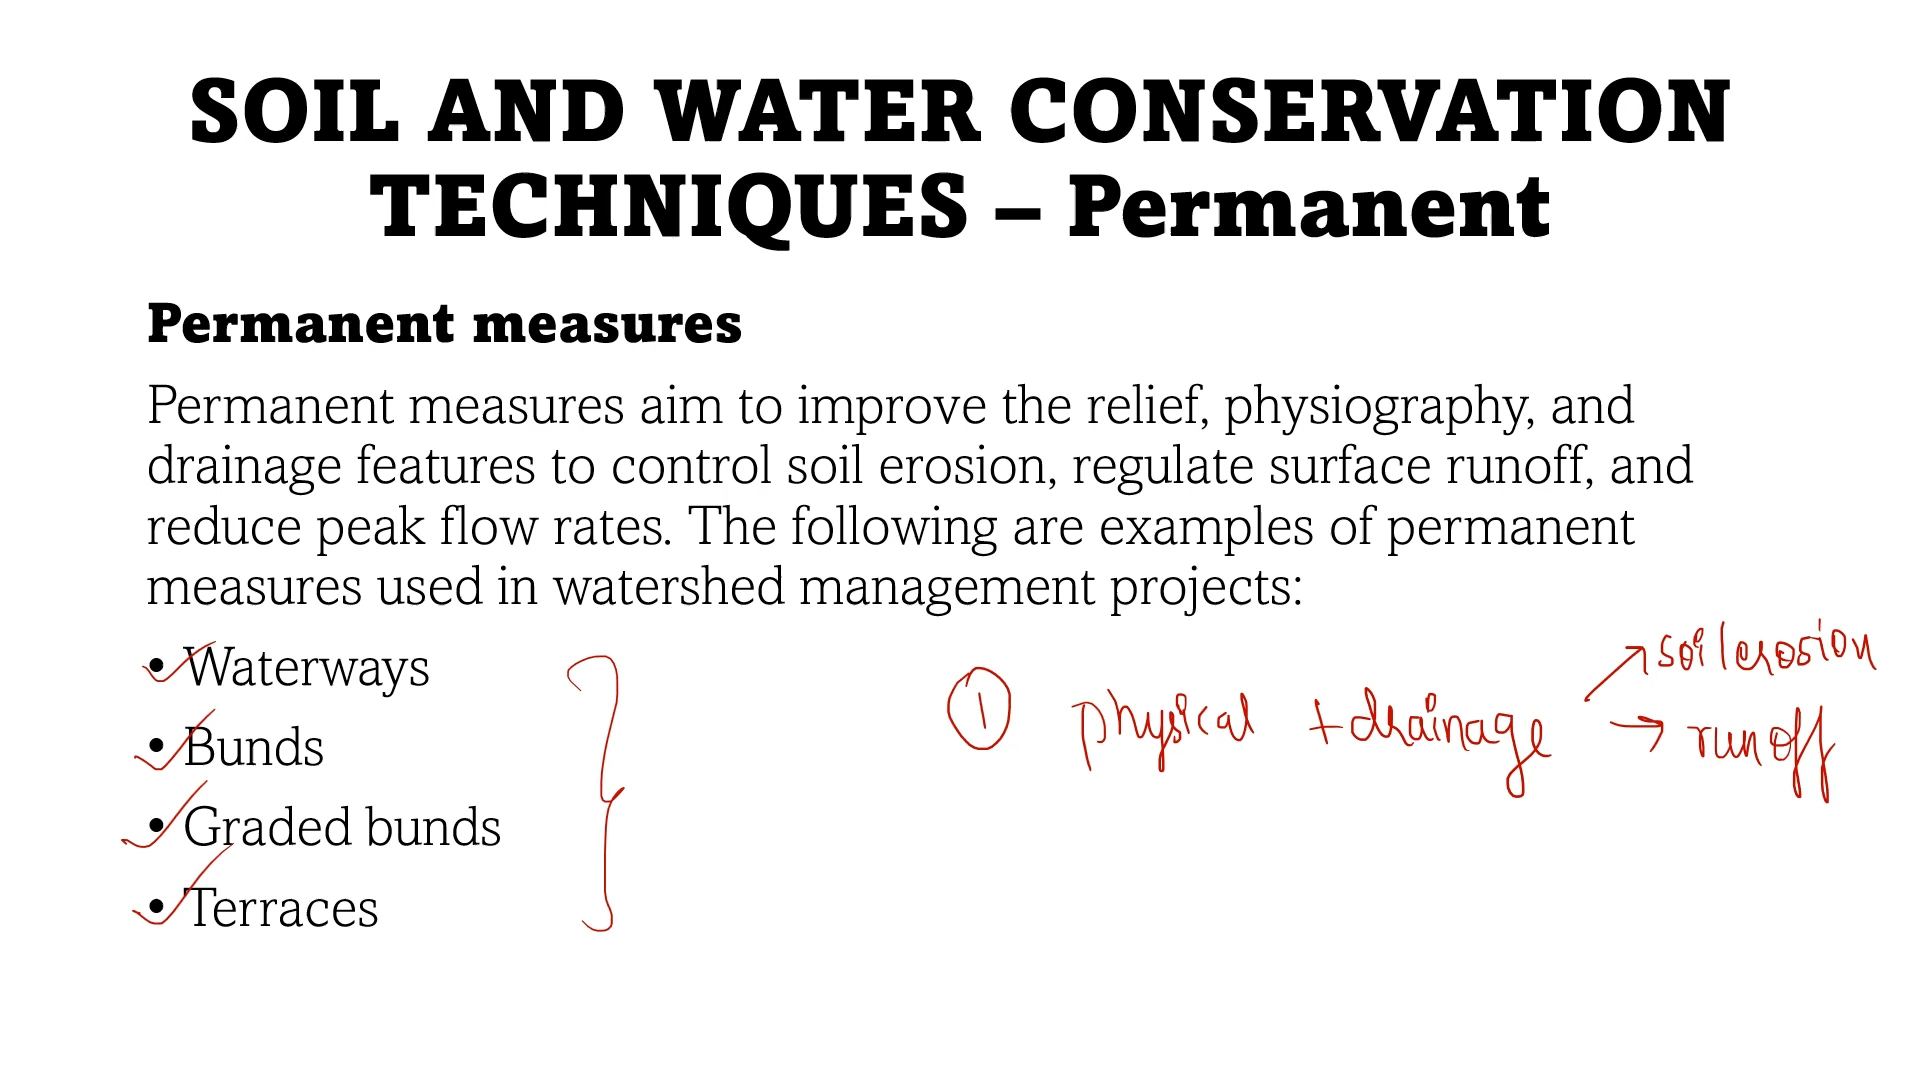 SOIL AND WATER CONSERVATION
TECHNIQUES – Permanent
Permanent measures
Permanent measures aim to improve the relief, physiography, and
drainage features to control soil erosion, regulate surface runoff, and
reduce peak flow rates. The following are examples of permanent
measures used in watershed management projects:
• Waterways
• Bunds
• Graded bunds
• Terraces
1 physical + drainage
→ soil erosion
→ runoff